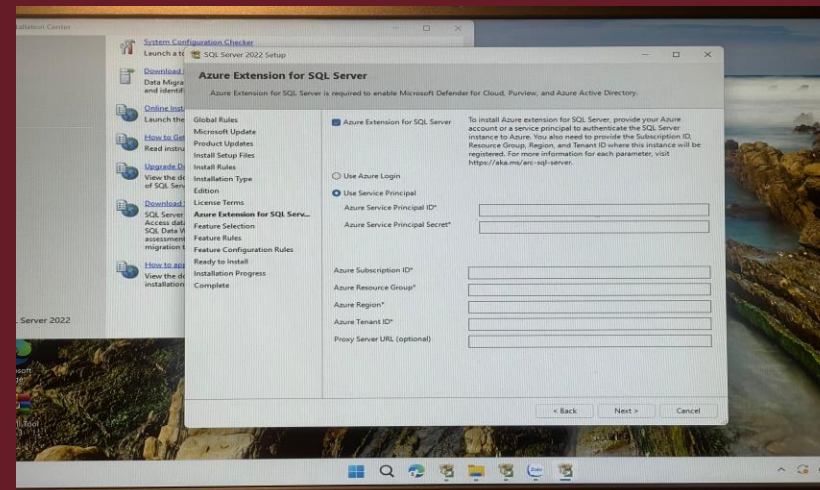 System Configuration Checker
SQL Server 2022 Setup
Azure Extension for SQL Server
Azure Extension for SQL Server is required to enable Microsoft Defender for Cloud, Purview, and Azure Active Directory.
Global Rules
Microsoft Update
Product Updates
Install Setup Files
Install Rules
Installation Type
Edition
License Terms
Azure Extension for SQL Serv...
Feature Selection
Feature Rules
Feature Configuration Rules
Ready to Install
Installation Progress
Complete
Azure Extension for SQL Server
To install Azure extension for SQL Server, provide your Azure
account or a service principal to authenticate the SQL Server
instance to Azure. You also need to provide the Subscription ID,
Resource Group, Region, and Tenant ID where this instance will be
registered. For more information for each parameter, visit
https://aka.ms/arc-sql-server.
Use Azure Login
Use Service Principal
Azure Service Principal ID*
Azure Service Principal Secret*
Azure Subscription ID*
Azure Resource Group*
Azure Region*
Azure Tenant ID*
Proxy Server URL (optional)
< Back
Next >
Cancel
Launch a
Download
Data Migra
and identif
Online Inst
Launch the
How to Get
Read instru
Upgrade D
View the d
of SQL Serv
Download
SQL Server
Access data
SQL Data
assessment
migration
View the d
installation
Server 2022
Zalo